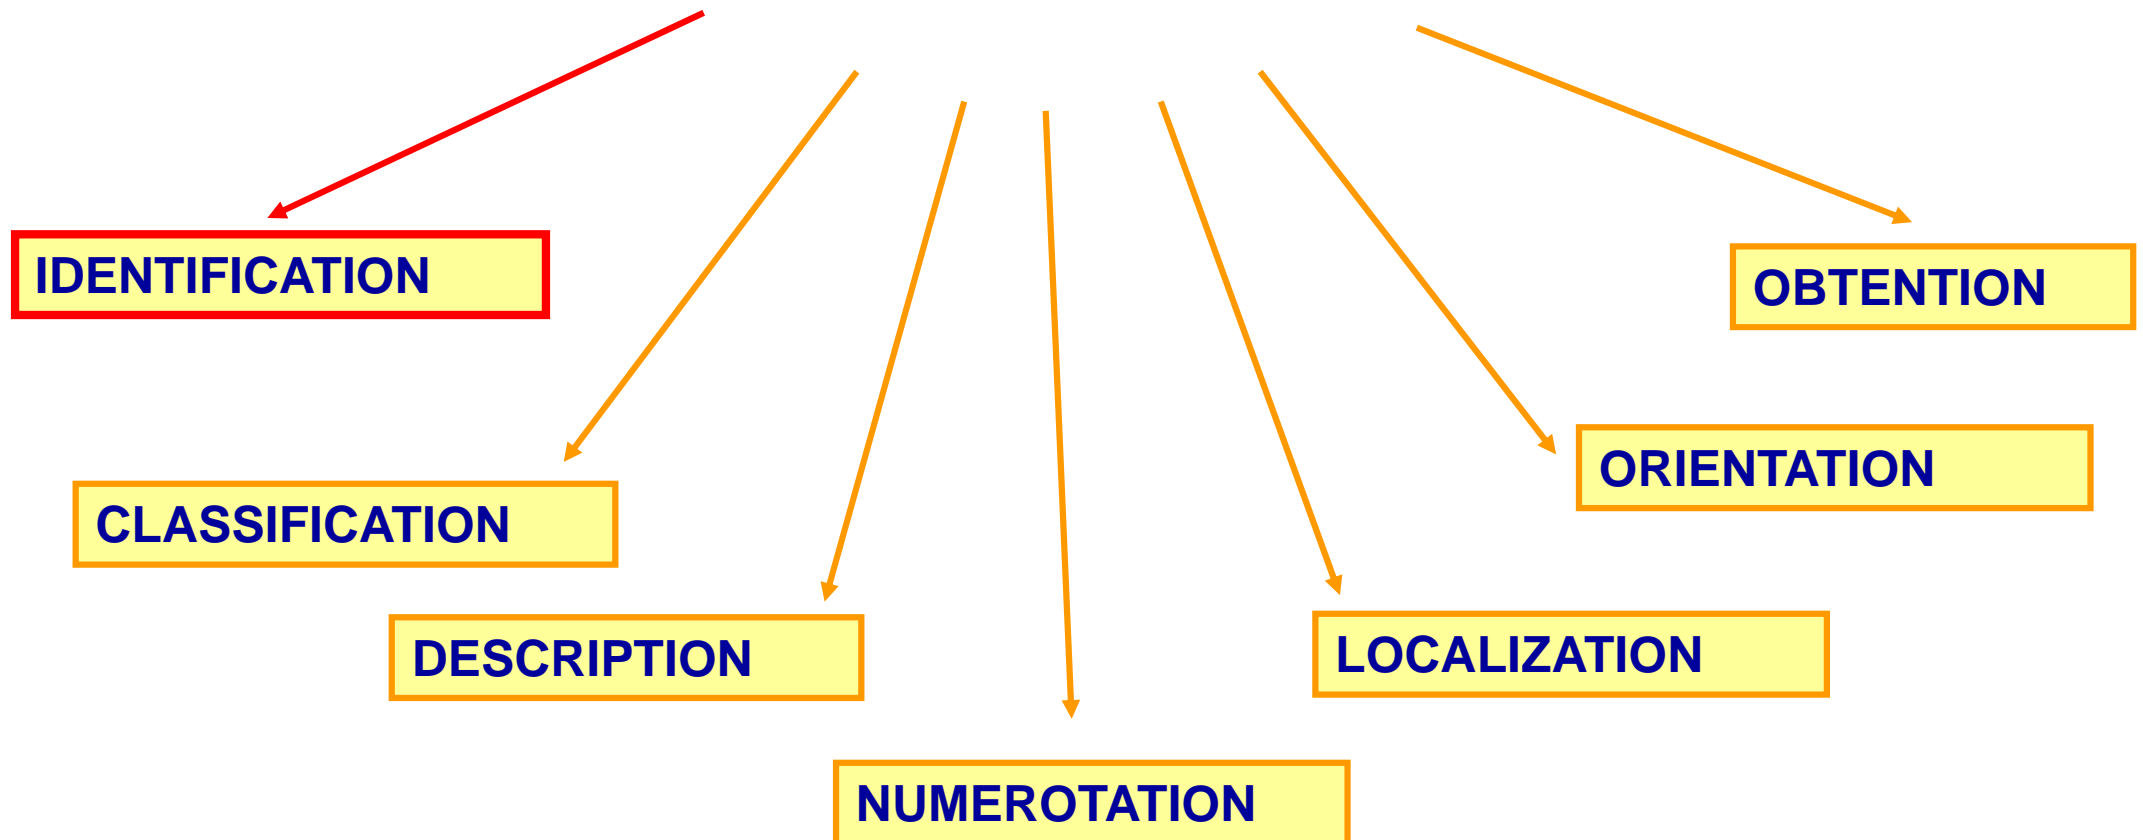 IDENTIFICATION
OBTENTION
ORIENTATION
CLASSIFICATION
DESCRIPTION
LOCALIZATION
NUMEROTATION